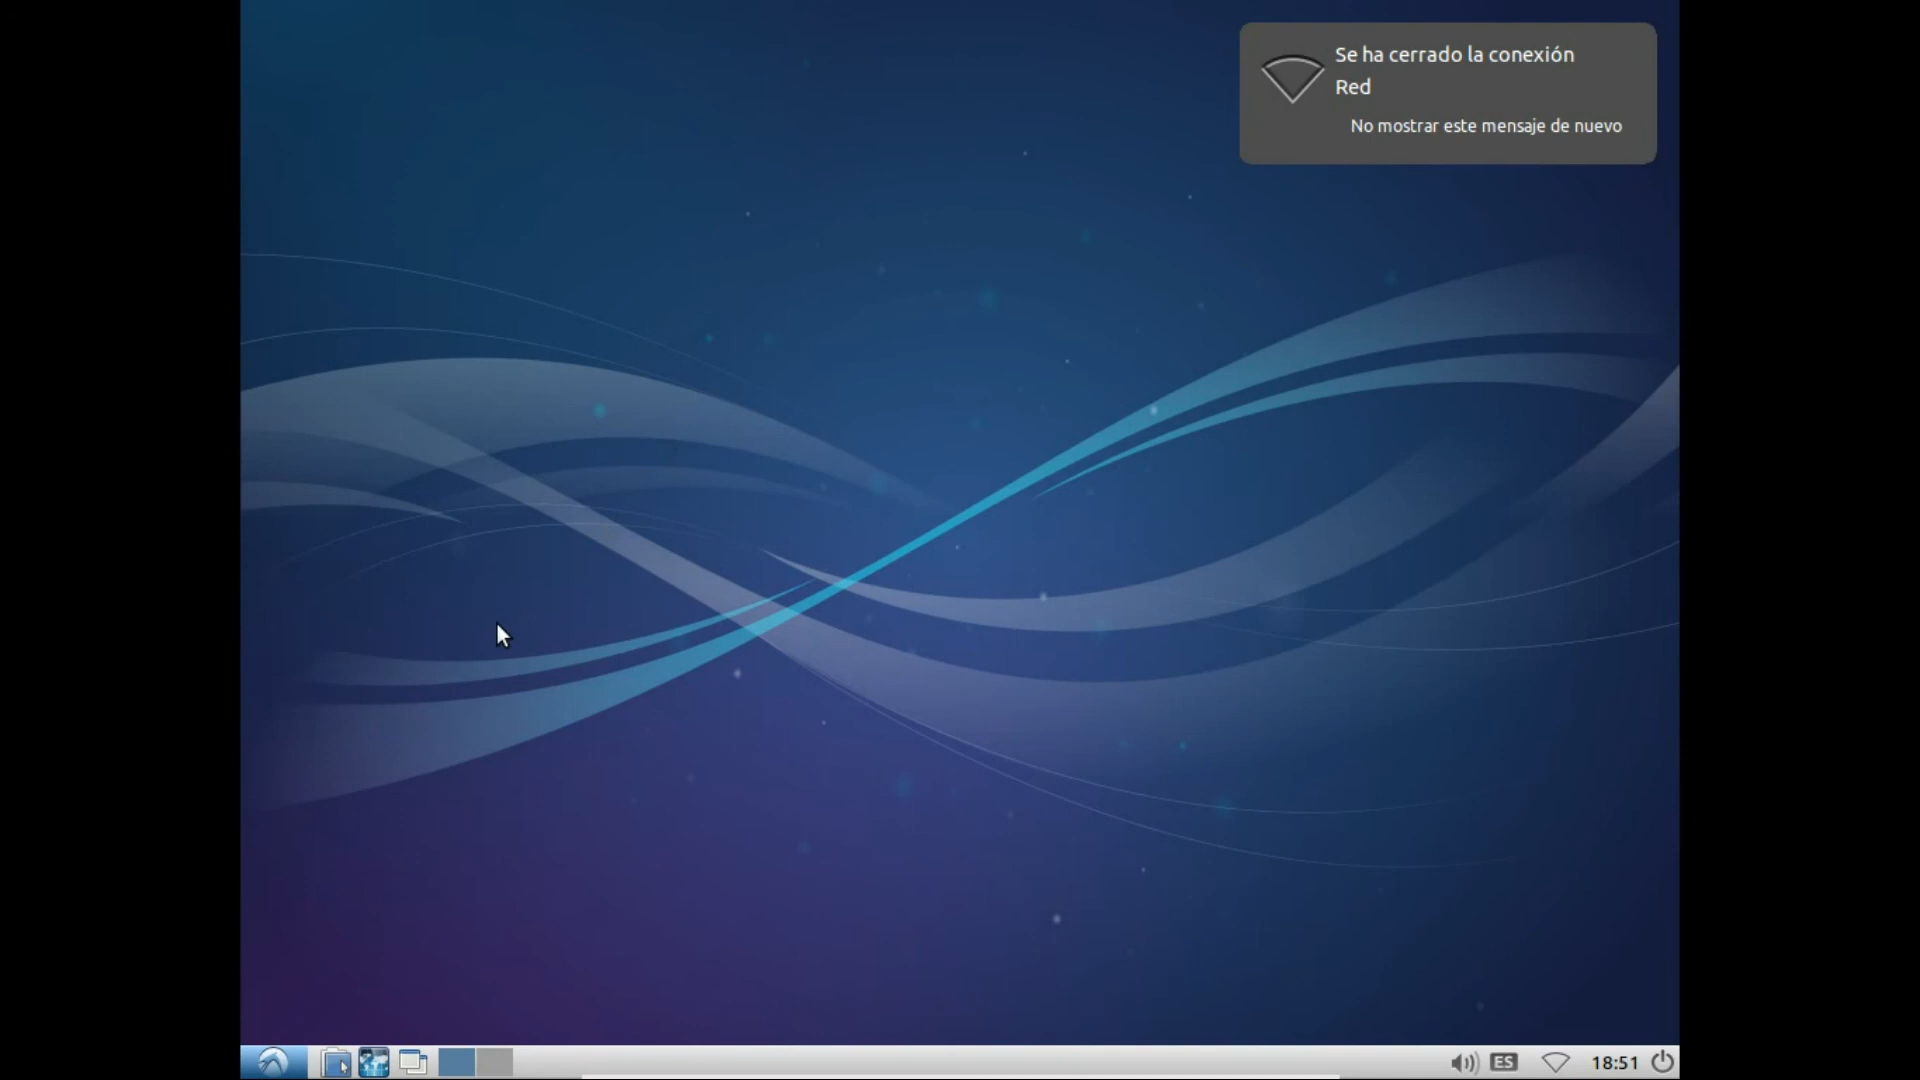 Se ha cerrado la conexión
Red
No mostrar este mensaje de nuevo
ES
18:51